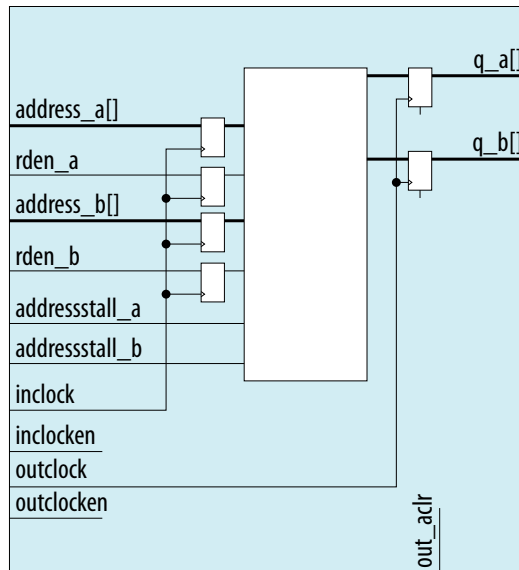 q_a[]
address_a[]
q_b[]
rden_a
address_b[]
rden_b
addressstall_a
addressstall_b
inclock
inclocken
outclock
outclocken
out_aclr